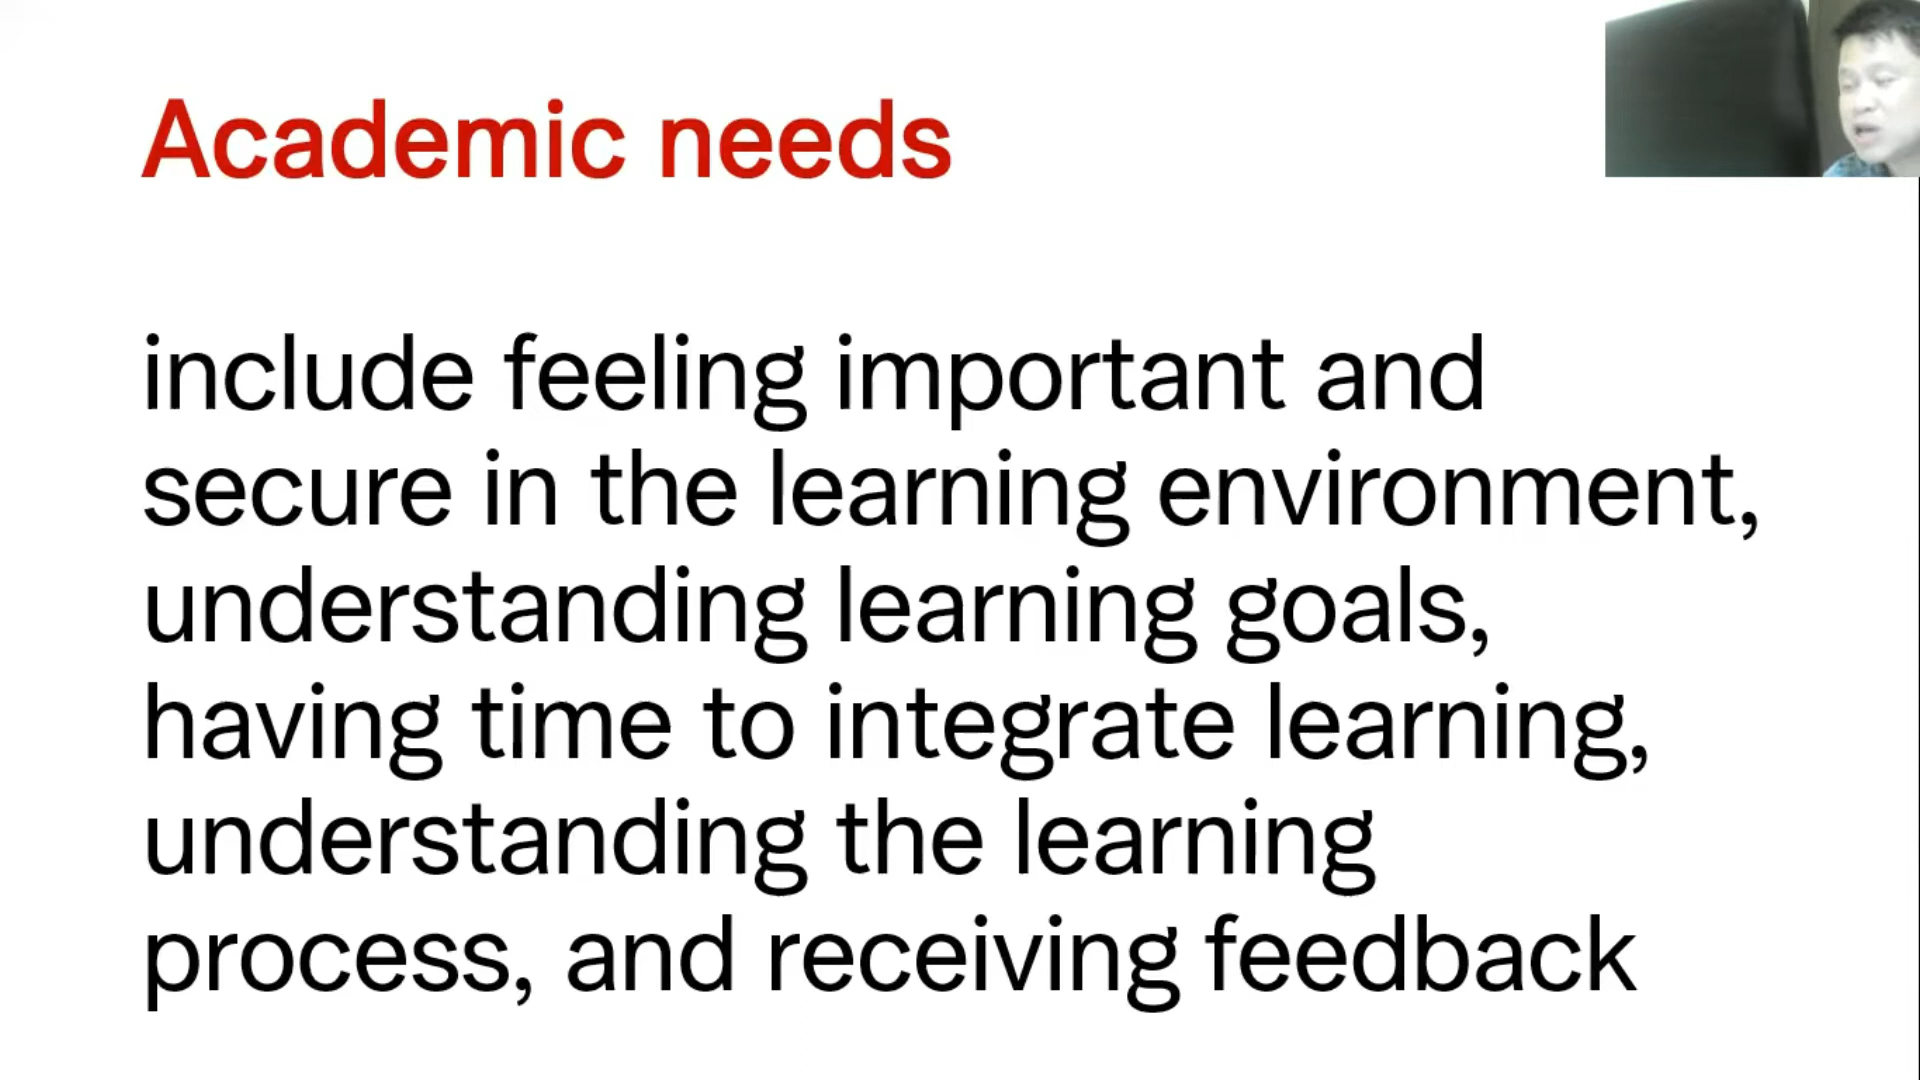 Academic needs
include feeling important and
secure in the learning environment,
understanding learning goals,
having time to integrate learning,
understanding the learning
process, and receiving feedback